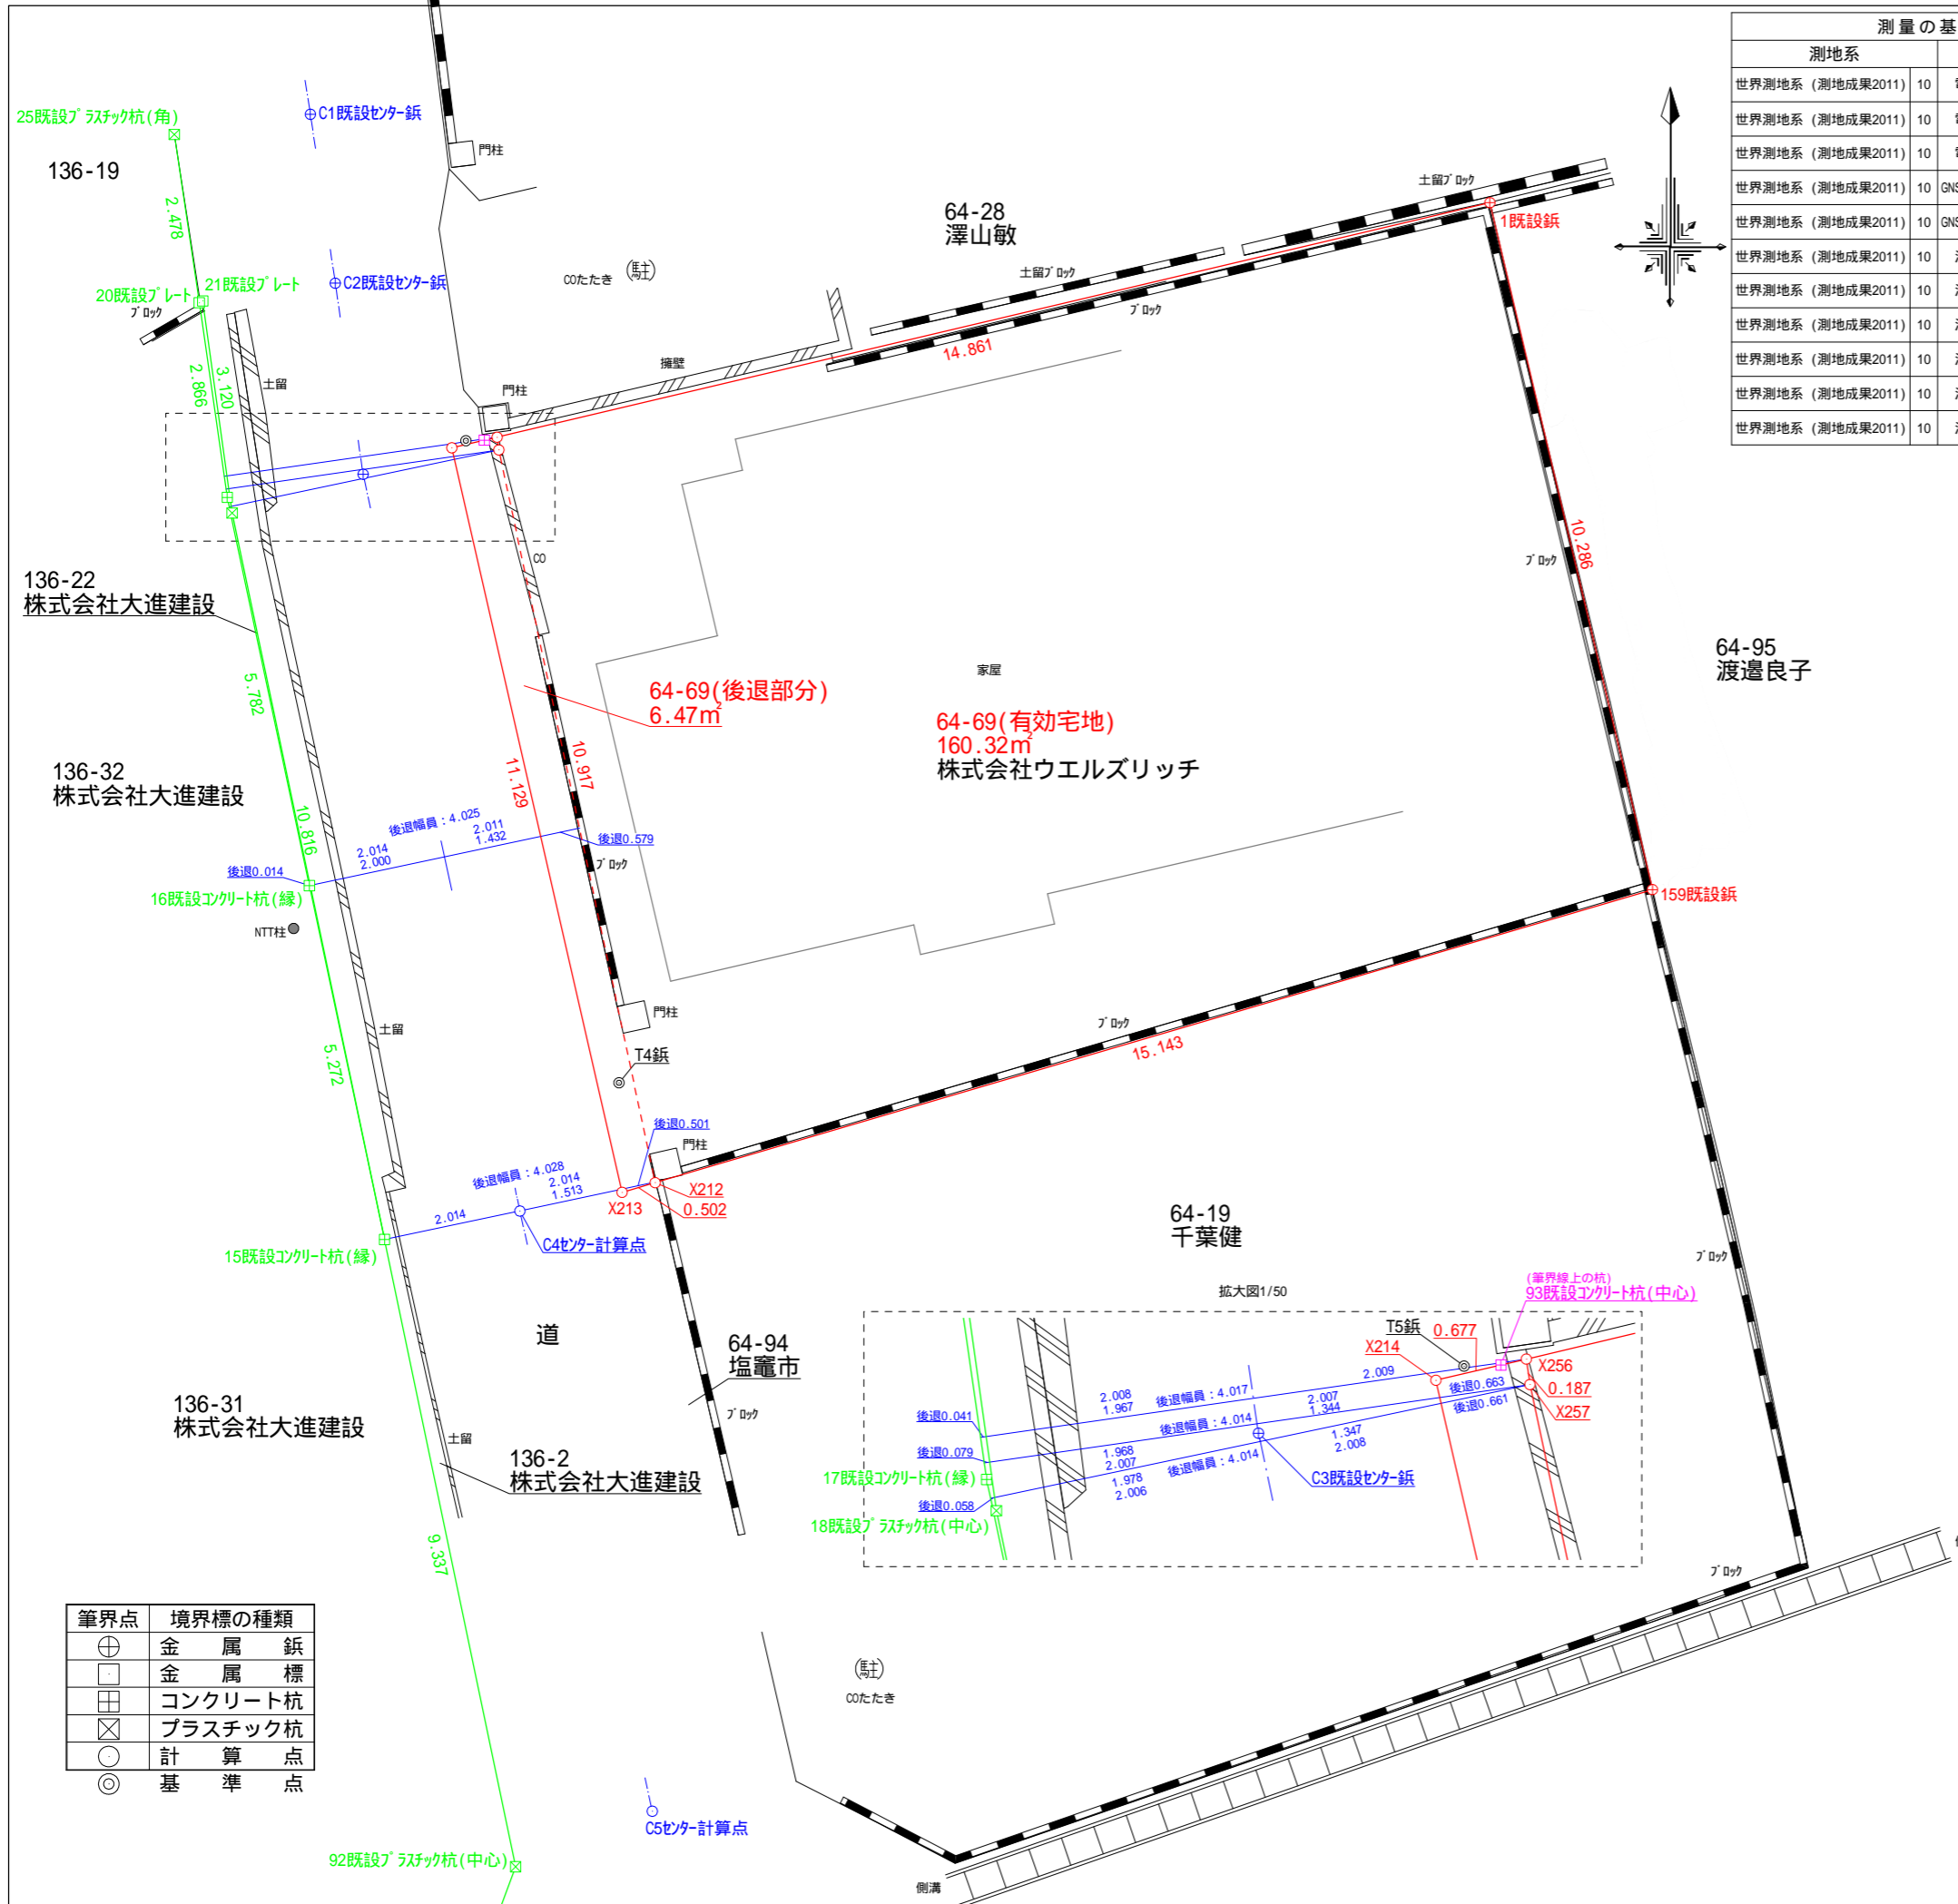 測量の基
測地系
世界測地系 (測地成果2011) 10
世界測地系 (測地成果2011) 10
世界測地系 (測地成果2011) 10
世界測地系 (測地成果2011) 10 GNS
世界測地系 (測地成果2011) 10 GNS
世界測地系 (測地成果2011) 10
世界測地系 (測地成果2011) 10
世界測地系 (測地成果2011) 10
世界測地系 (測地成果2011) 10
世界測地系 (測地成果2011) 10
世界測地系 (測地成果2011) 10
25既設プラスチック杭(角)
C1既設センター鋲
136-19
門柱
2.478
64-28
澤山敏
土留ブロック
1既設鋲
C2既設センター鋲
COたたき
(駐)
土留ブロック
20既設プレート
21既設プレート
ブロック
ブロック
14.861
2.866
3.120
土留
擁壁
門柱
10.286
CO
ブロック
136-22
株式会社大進建設
64-95
渡邉良子
家屋
5.782
64-69(後退部分)
6.47㎡
64-69(有効宅地)
160.32㎡
株式会社ウエルズリッチ
136-32
株式会社大進建設
11.129
10.917
10.816
後退幅員:4.025
2.014
2.000
2.011
1.432
後退0.579
後退0.014
ブロック
16既設コンクリート杭(縁)
159既設鋲
NTT柱
門柱
土留
ブロック
15.143
T4鋲
5.272
後退0.501
門柱
後退幅員:4.028
2.014
1.513
X212
0.502
X213
2.014
C4センター計算点
15既設コンクリート杭(縁)
64-19
千葉健
ブロック
拡大図1/50
(筆界線上の杭)
93既設コンクリート杭(中心)
道
64-94
塩竈市
T5鋲
0.677
X214
X256
0.187
X257
2.009
2.008
1.967
後退幅員:4.017
2.007
1.344
後退0.663
後退0.661
後退0.041
後退幅員:4.014
後退0.079
1.968
2.007
1.347
2.008
17既設コンクリート杭(縁)
1.978
2.006
後退幅員:4.014
C3既設センター鋲
後退0.058
18既設プラスチック杭(中心)
136-31
株式会社大進建設
ブロック
土留
136-2
株式会社大進建設
9.337
ブロック
筆界点 境界標の種類
金属鋲
金属標
コンクリート杭
プラスチック杭
計算点
基準点
(駐)
COたたき
C5センター計算点
92既設プラスチック杭(中心)
側溝